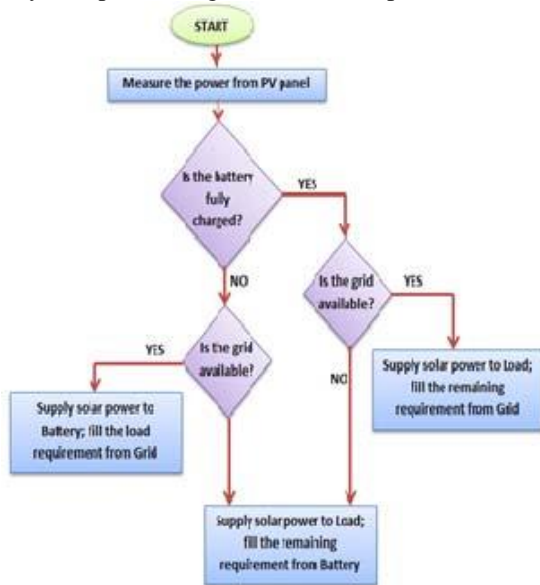 START
Measure the power from PV panel
Is the battery
fully
charged?
YES
NO
Is the grid
available?
YES
Is the grid
available?
YES
NO
Supply solar power to Load;
fill the remaining
requirement from Grid
Supply solar power to
Battery; fill the load
requirement from Grid
Supply solar power to Load;
fill the remaining
requirement from Battery